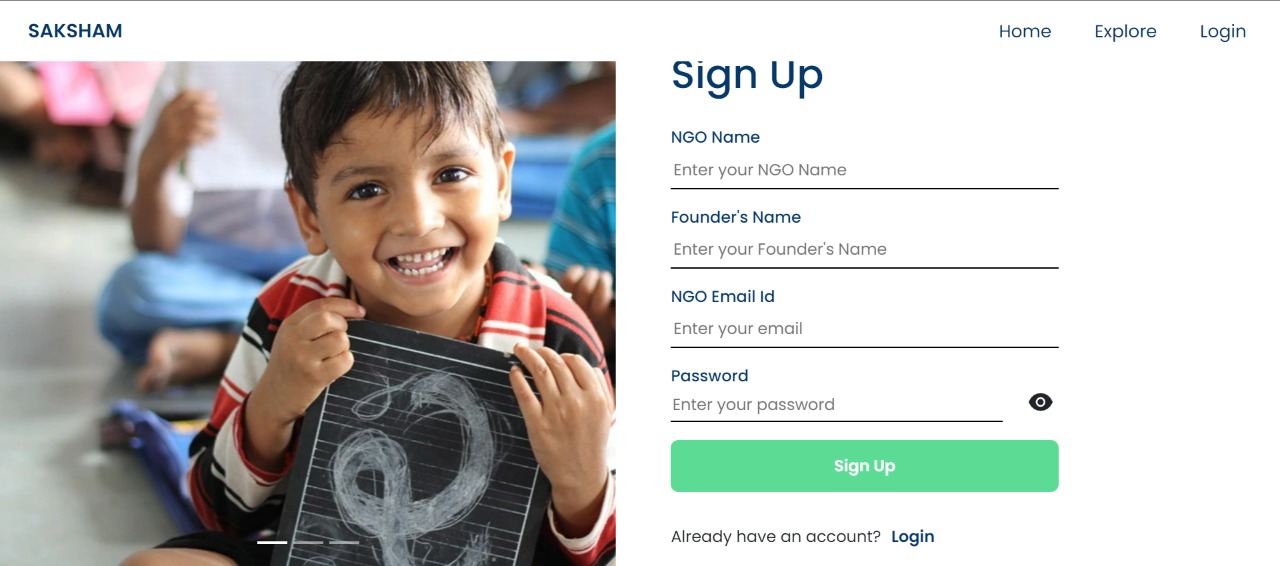 SAKSHAM
Home
Explore
Login
Sign Up
NGO Name
Enter your NGO Name
Founder's Name
Enter your Founder's Name
NGO Email Id
Enter your email
Password
Enter your password
Sign Up
Already have an account? Login